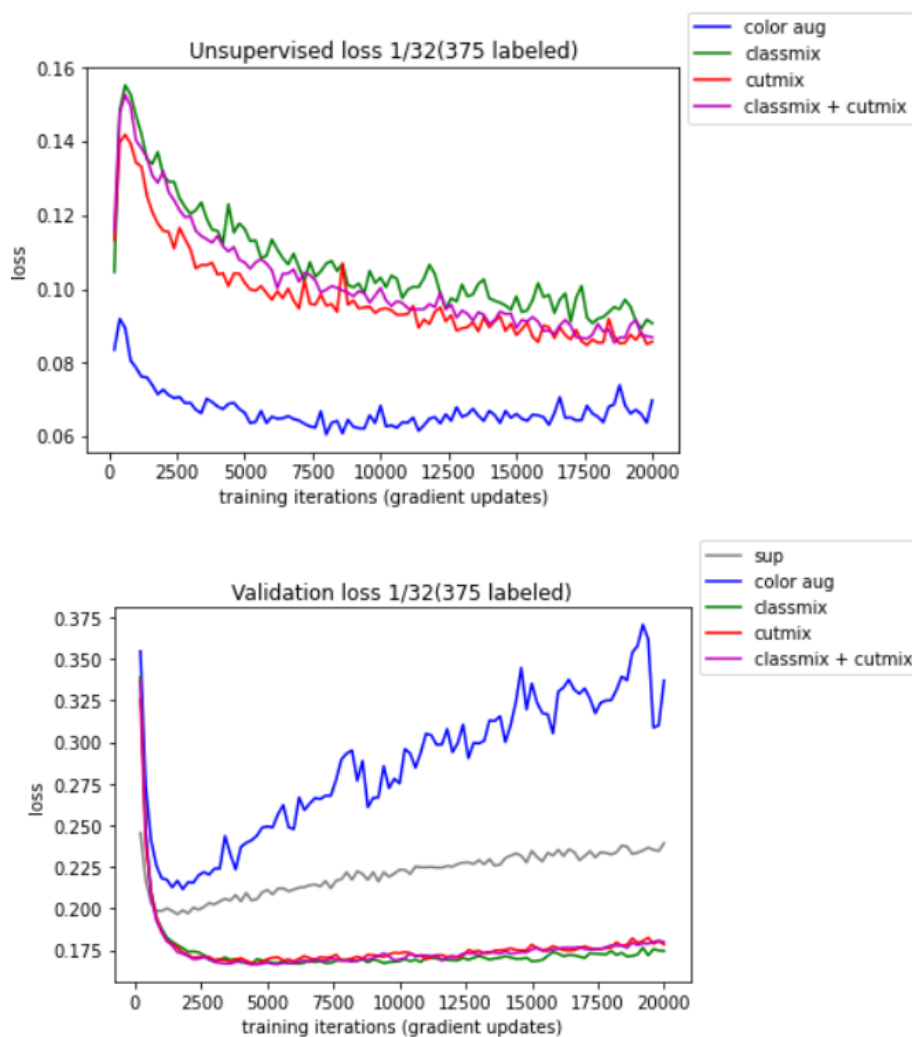 color aug
classmix
cutmix
classmix + cutmix
Unsupervised loss 1/32(375 labeled)
0.16
0.14
0.12
0.10
0.08
0.06
loss
0 2500 5000 7500 10000 12500 15000 17500 20000
training iterations (gradient updates)
sup
color aug
classmix
cutmix
classmix + cutmix
Validation loss 1/32(375 labeled)
0.375
0.350
0.325
0.300
0.275
0.250
0.225
0.200
0.175
loss
0 2500 5000 7500 10000 12500 15000 17500 20000
training iterations (gradient updates)